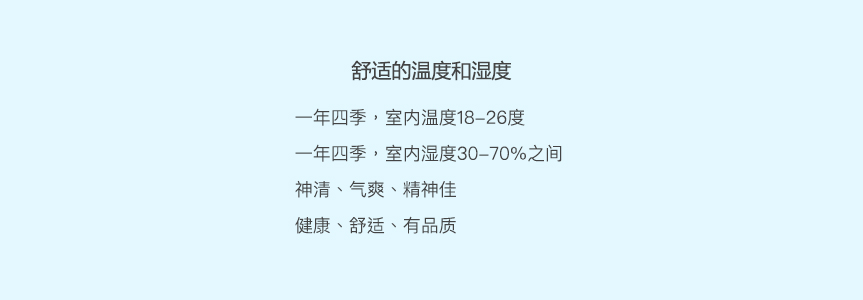 舒适的温度和湿度
一年四季，室内温度18–26度
一年四季，室内湿度30–70%之间
神清、气爽、精神佳
健康、舒适、有品质